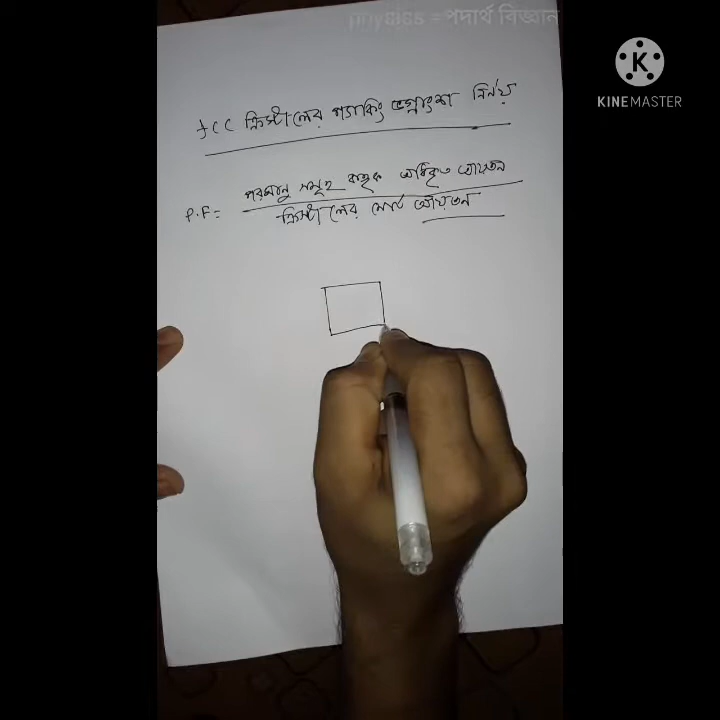 Physics = পদার্থ বিজ্ঞান
KINEMASTER
fcc ক্রিস্টালের প্যাকিং ভগ্নাংশ নির্ণয়
P.F = পরমানু সমূহ কর্তৃক অধিকৃত আয়তন
ক্রিস্টালের মোট আয়তন